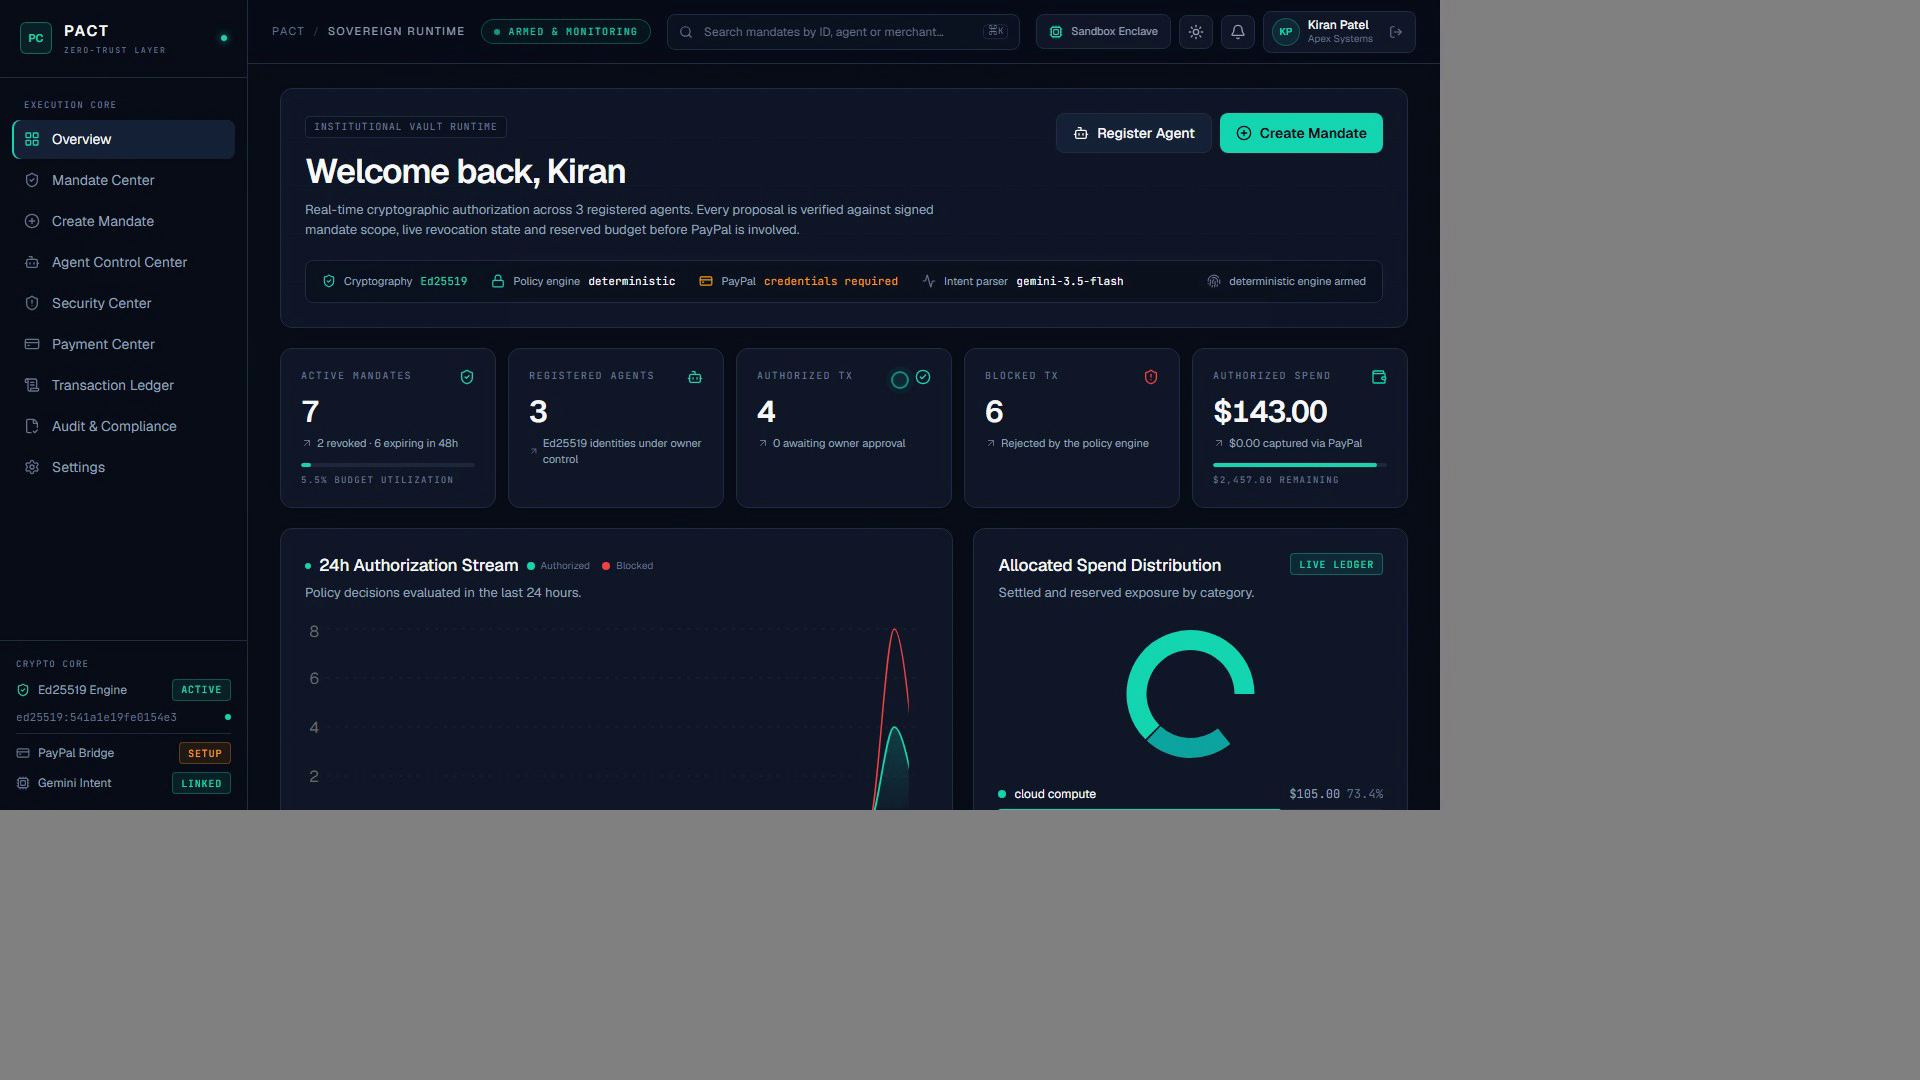 PC
PACT
ZERO-TRUST LAYER
EXECUTION CORE
Overview
Mandate Center
Create Mandate
Agent Control Center
Security Center
Payment Center
Transaction Ledger
Audit & Compliance
Settings
CRYPTO CORE
Ed25519 Engine ACTIVE
ed25519:541a1e19fe0154e3
PayPal Bridge SETUP
Gemini Intent LINKED
PACT / SOVEREIGN RUNTIME ARMED & MONITORING Search mandates by ID, agent or merchant... ⌘K Sandbox Enclave KP Kiran Patel
Apex Systems
INSTITUTIONAL VAULT RUNTIME
Register Agent Create Mandate
Welcome back, Kiran
Real-time cryptographic authorization across 3 registered agents. Every proposal is verified against signed
mandate scope, live revocation state and reserved budget before PayPal is involved.
Cryptography Ed25519 Policy engine deterministic PayPal credentials required Intent parser gemini-3.5-flash deterministic engine armed
ACTIVE MANDATES
7
2 revoked · 6 expiring in 48h
5.5% BUDGET UTILIZATION
REGISTERED AGENTS
3
Ed25519 identities under owner
control
AUTHORIZED TX
4
0 awaiting owner approval
BLOCKED TX
6
Rejected by the policy engine
AUTHORIZED SPEND
$143.00
$0.00 captured via PayPal
$2,457.00 REMAINING
24h Authorization Stream Authorized Blocked
Policy decisions evaluated in the last 24 hours.
8
6
4
2
Allocated Spend Distribution LIVE LEDGER
Settled and reserved exposure by category.
cloud compute $105.00 73.4%